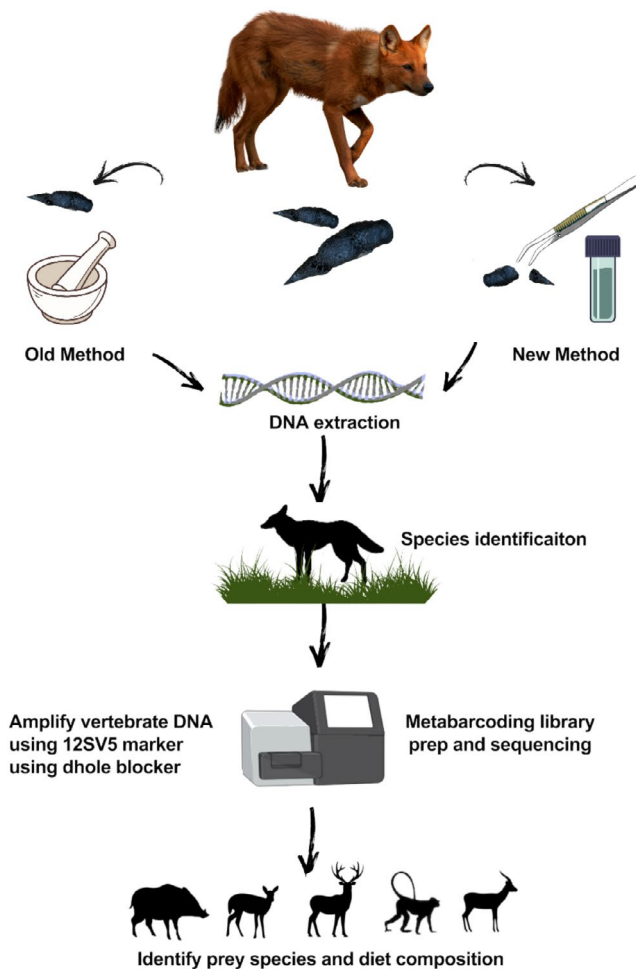 Old Method
New Method
DNA extraction
Species identificaiton
Amplify vertebrate DNA
using 12SV5 marker
using dhole blocker
Metabarcoding library
prep and sequencing
Identify prey species and diet composition